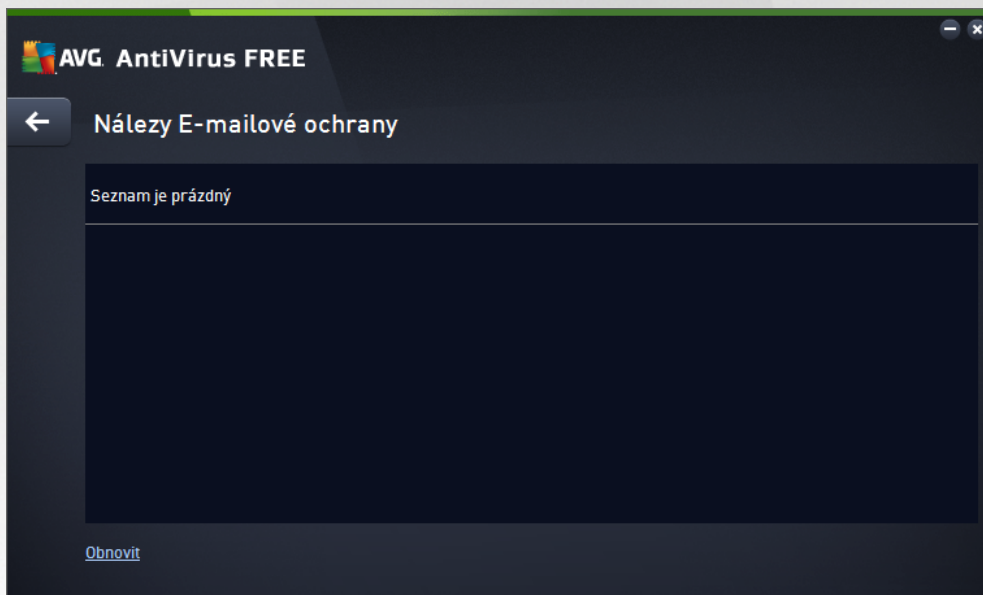 AVG. AntiVirus FREE
Nálezy E-mailové ochrany
Seznam je prázdný
Obnovit